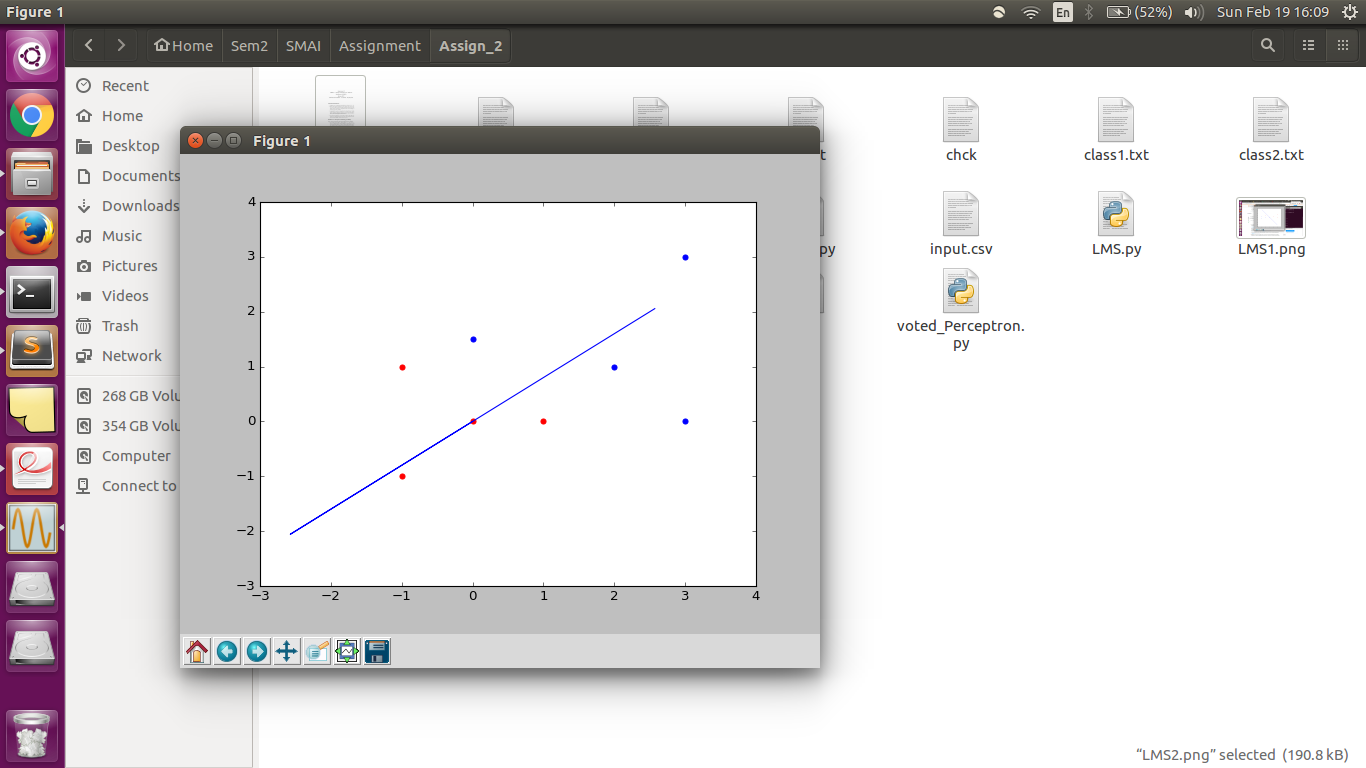 Figure 1
En
(52%)
Sun Feb 19 16:09
Home
Sem2
SMAI
Assignment
Assign_2
Recent
Home
Desktop
Documents
Downloads
Music
Pictures
Videos
Trash
Network
268 GB Volu
354 GB Volu
Computer
Connect to
Figure 1
4
3
2
1
0
−1
−2
−3
−3
−2
−1
0
1
2
3
4
t
chck
class1.txt
class2.txt
py
input.csv
LMS.py
LMS1.png
voted_Perceptron.
py
“LMS2.png” selected (190.8 kB)